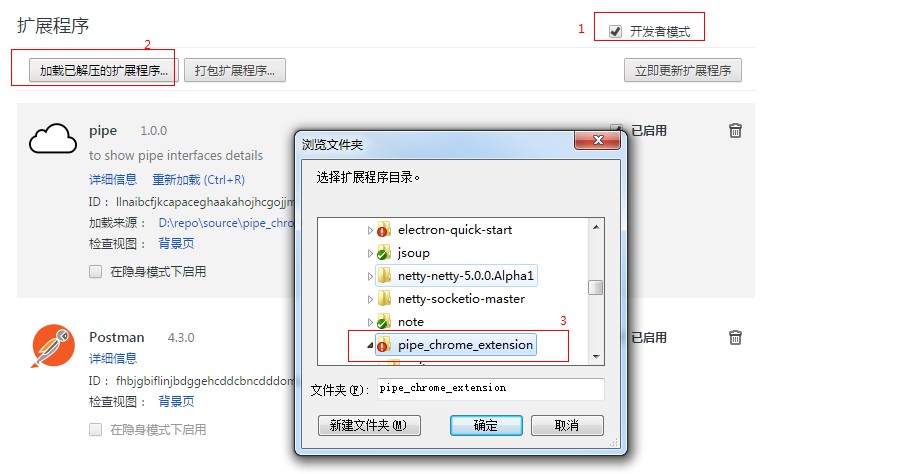 扩展程序
1
开发者模式
2
加载已解压的扩展程序...
打包扩展程序...
立即更新扩展程序
pipe 1.0.0
已启用
to show pipe interfaces details
详细信息 重新加载 (Ctrl+R)
ID：
加载来源： D:\repo\source\pipe_chro
检查视图： 背景页
在隐身模式下启用
Postman 4.3.0
已启用
详细信息
ID：
检查视图： 背景页
在隐身模式下启用
浏览文件夹
选择扩展程序目录。
electron-quick-start
jsoup
netty-netty-5.0.0.Alpha1
netty-socketio-master
note
3
pipe_chrome_extension
文件夹(F): pipe_chrome_extension
新建文件夹(M)
确定
取消